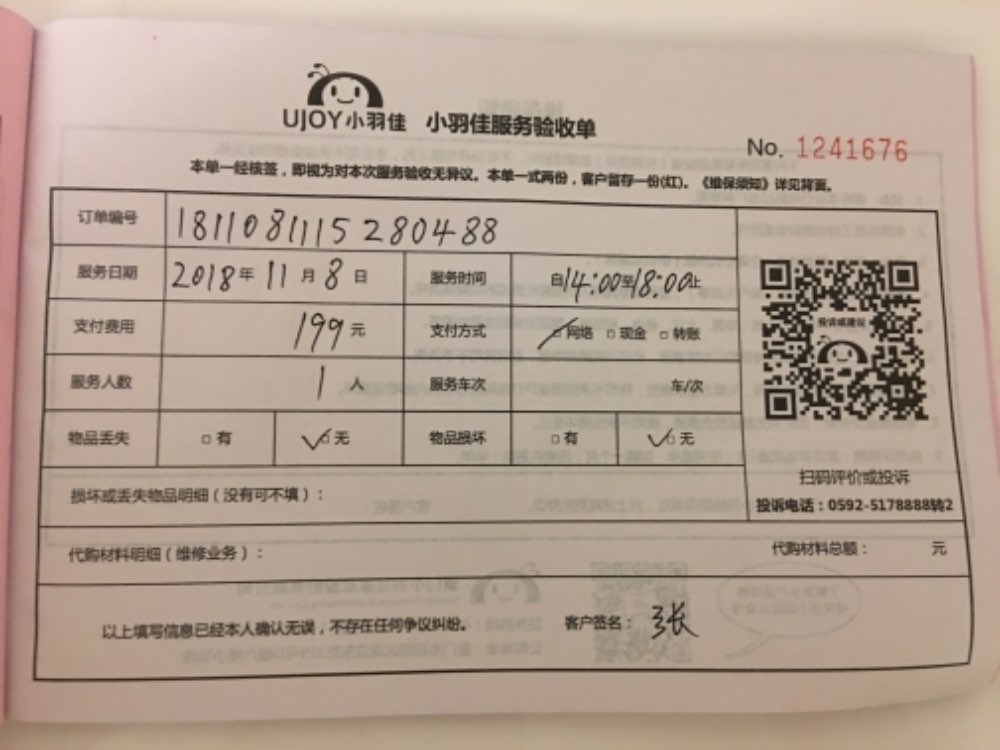 UJOY小羽佳 小羽佳服务验收单
No. 1241676
本单一经核签，即视为对本次服务验收无异议。本单一式两份，客户留存一份(红)。《维保须知》详见背面。
订单编号 1811081115280488
服务日期 2018年11月8日 服务时间 自14:00至18:00止
投诉或建议
支付费用 199元 支付方式 网络 □现金 □转账
服务人数 1人 服务车次 车/次
物品丢失 □有 ✓□无 物品损坏 □有 ✓□无
扫码评价或投诉
损坏或丢失物品明细（没有可不填）：
投诉电话：0592-5178888转2
代购材料明细（维修业务）： 代购材料总额： 元
以上填写信息已经本人确认无误，不存在任何争议纠纷。 客户签名：张